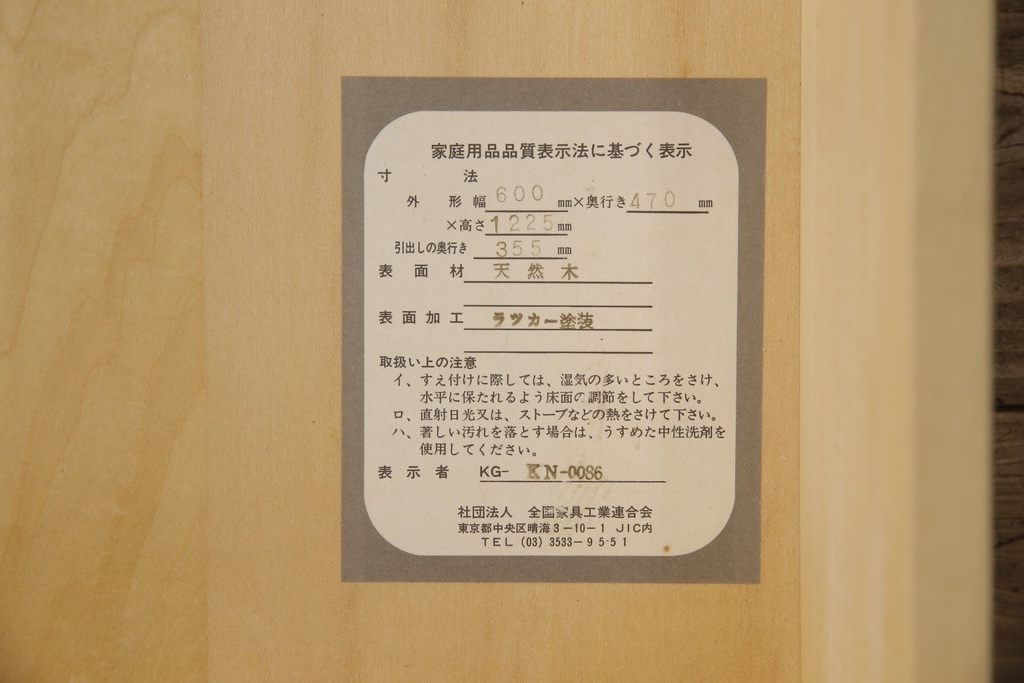 家庭用品品質表示法に基づく表示
寸法
外形幅 600 mm×奥行き 470 mm
×高さ 1225 mm
引出しの奥行き 355 mm
表面材 天然木
表面加工 ラツカー塗装
取扱い上の注意
イ、すえ付けに際しては、湿気の多いところをさけ、
水平に保たれるよう床面の調節をして下さい。
ロ、直射日光又は、ストーブなどの熱をさけて下さい。
ハ、著しい汚れを落とす場合は、うすめた中性洗剤を
使用してください。
表示者 KG- KN-0086
社団法人 全国家具工業連合会
東京都中央区晴海3-10-1 JIC内
TEL (03) 3533-9551